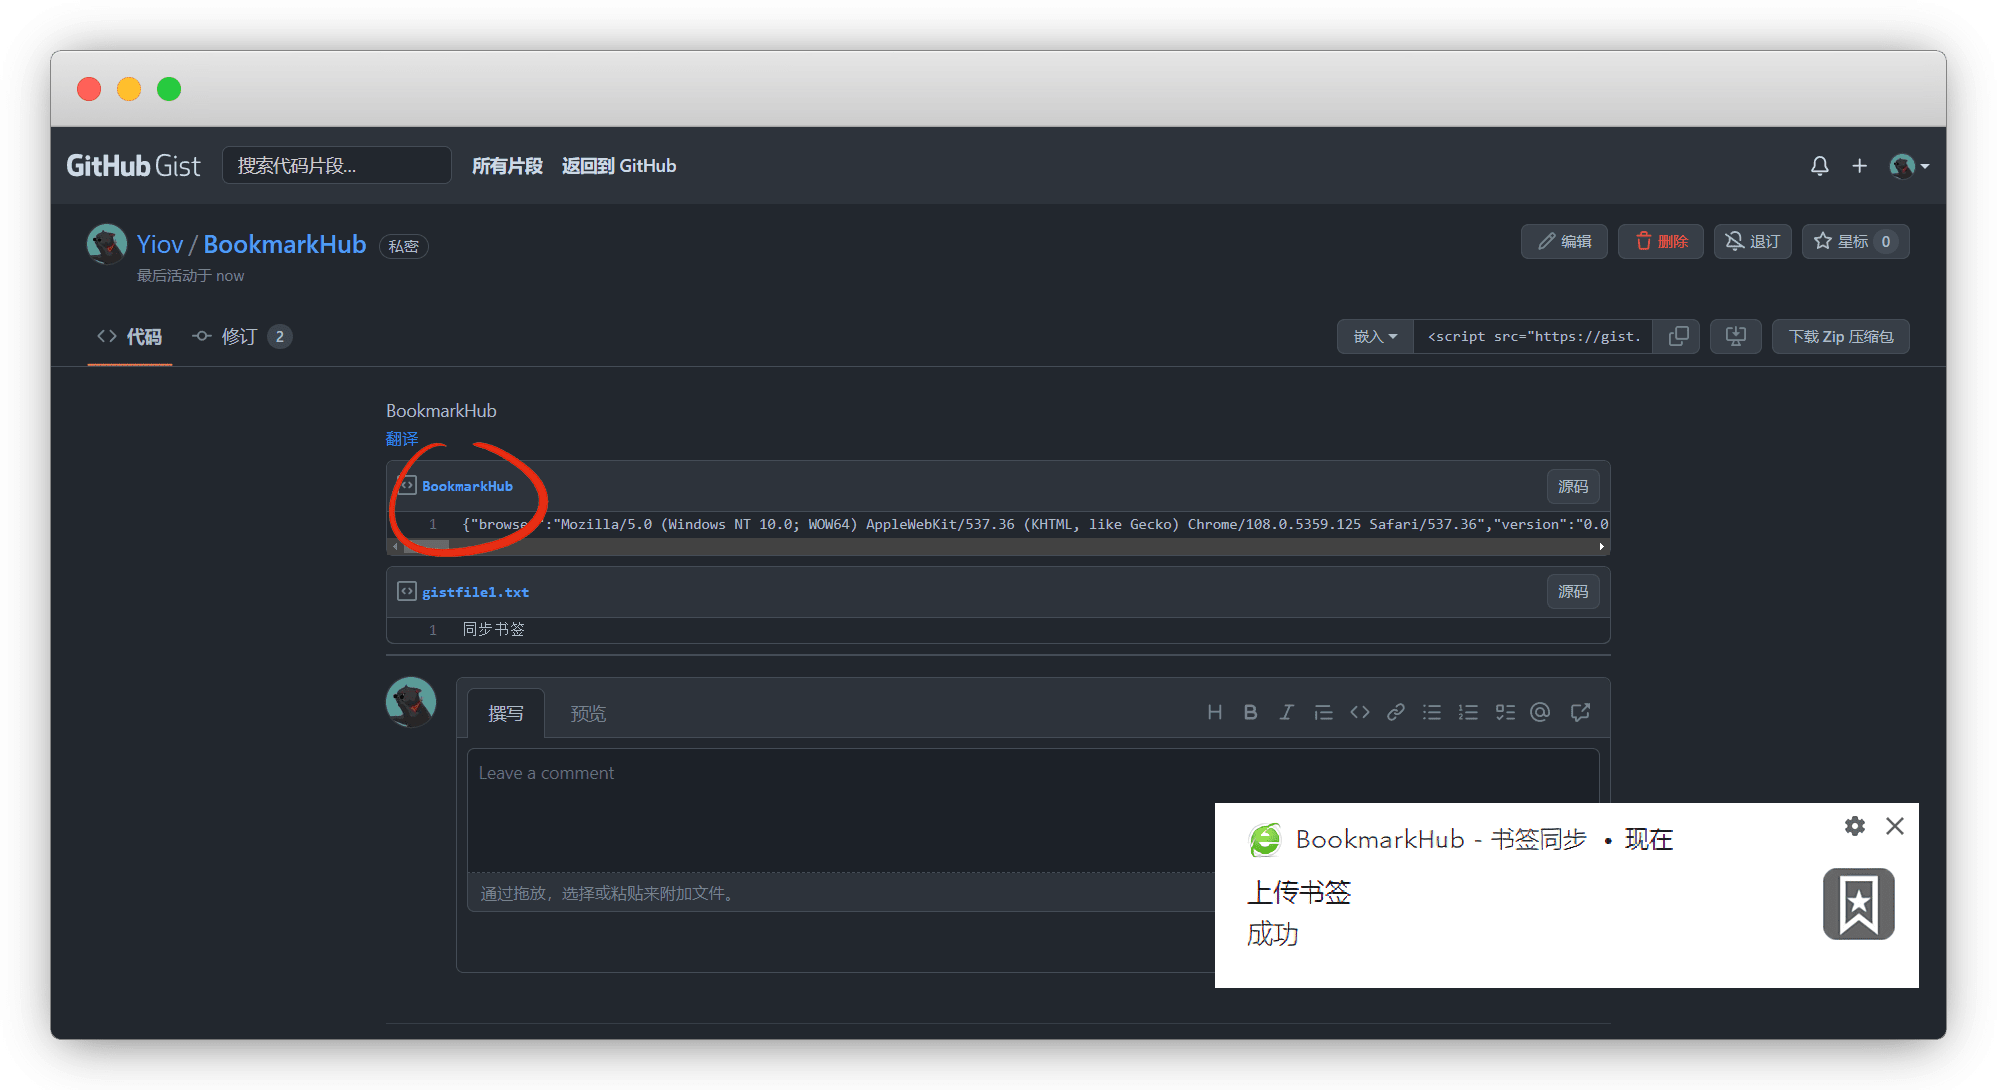 GitHub Gist 搜索代码片段... 所有片段 返回到 GitHub
Yiov / BookmarkHub 私密
编辑 删除 退订 星标 0
最后活动于 now
代码 修订 2
嵌入 <script src="https://gist. 下载 Zip 压缩包
BookmarkHub
翻译
BookmarkHub 源码
1 {"browser":"Mozilla/5.0 (Windows NT 10.0; WOW64) AppleWebKit/537.36 (KHTML, like Gecko) Chrome/108.0.5359.125 Safari/537.36","version":"0.0
gistfile1.txt 源码
1 同步书签
撰写 预览
Leave a comment
通过拖放，选择或粘贴来附加文件。
BookmarkHub - 书签同步 • 现在
上传书签
成功